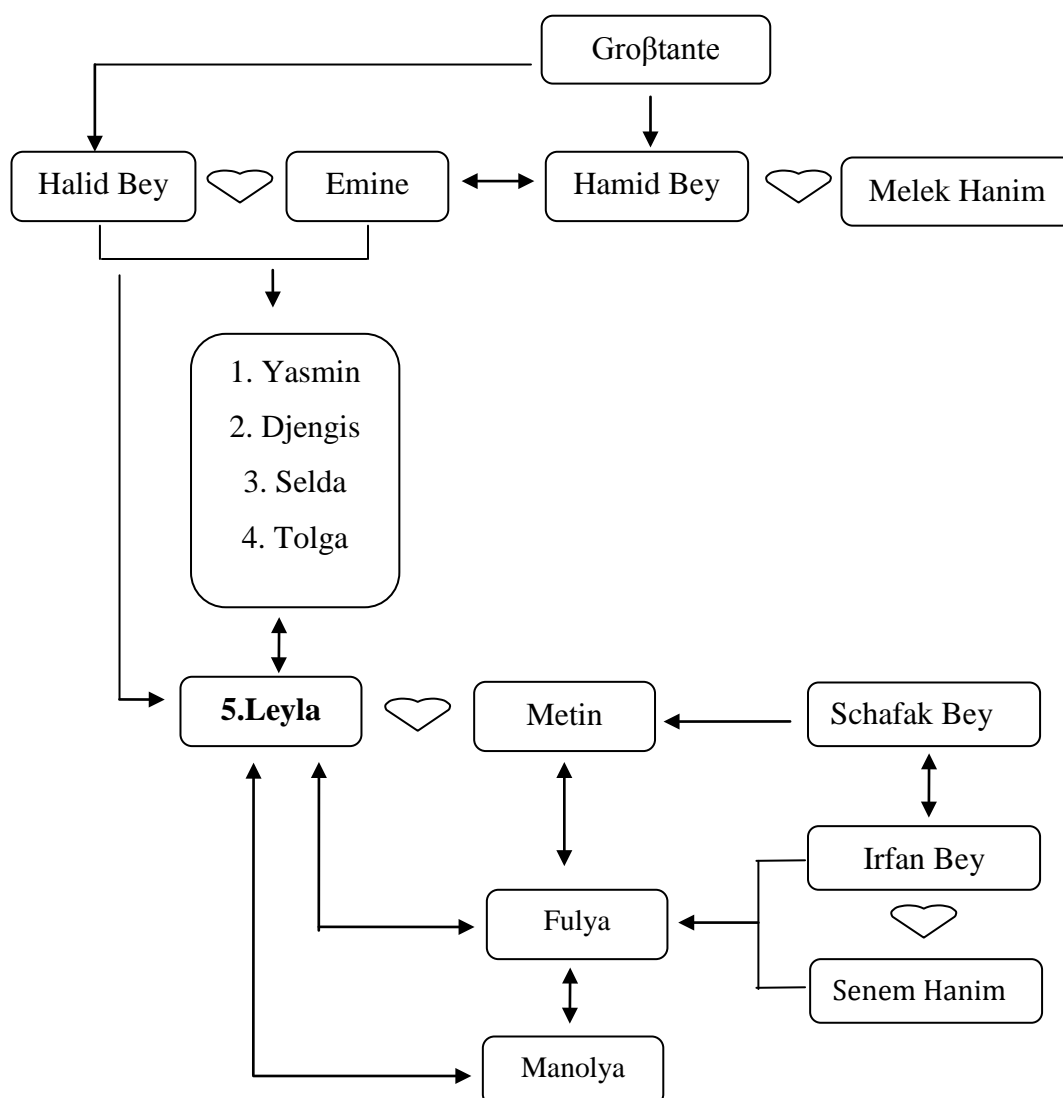 Groβtante
Halid Bey
Emine
Hamid Bey
Melek Hanim
1. Yasmin
2. Djengis
3. Selda
4. Tolga
5.Leyla
Metin
Schafak Bey
Irfan Bey
Fulya
Senem Hanim
Manolya